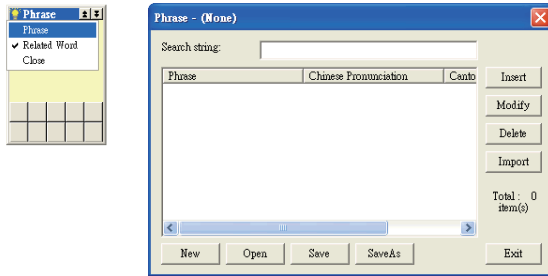 Phrase
Phrase
Related Word
Close
Phrase - (None)
Search string:
Phrase Chinese Pronunciation Canto
Insert
Modify
Delete
Import
Total : 0
item(s)
New Open Save SaveAs Exit